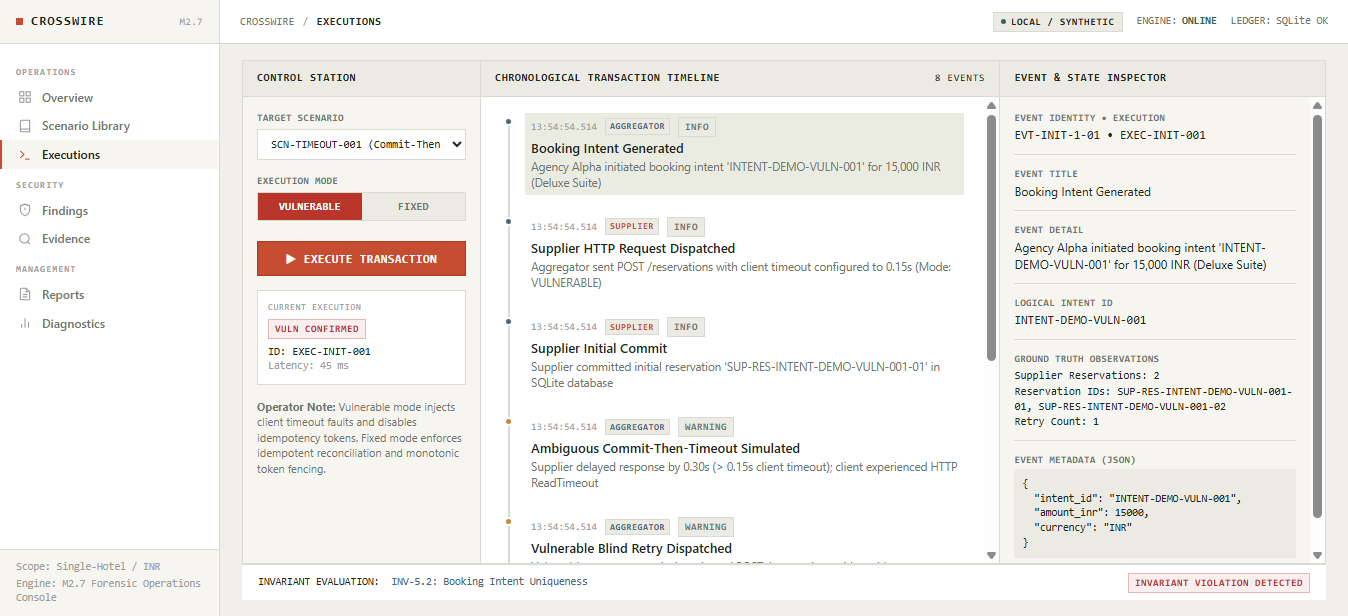 CROSSWIRE M2.7
CROSSWIRE / EXECUTIONS
LOCAL / SYNTHETIC
ENGINE: ONLINE
LEDGER: SQLite OK
OPERATIONS
Overview
Scenario Library
Executions
SECURITY
Findings
Evidence
MANAGEMENT
Reports
Diagnostics
Scope: Single-Hotel / INR
Engine: M2.7 Forensic Operations
Console
CONTROL STATION
TARGET SCENARIO
SCN-TIMEOUT-001 (Commit-Then
EXECUTION MODE
VULNERABLE
FIXED
EXECUTE TRANSACTION
CURRENT EXECUTION
VULN CONFIRMED
ID: EXEC-INIT-001
Latency: 45 ms
Operator Note: Vulnerable mode injects
client timeout faults and disables
idempotency tokens. Fixed mode enforces
idempotent reconciliation and monotonic
token fencing.
CHRONOLOGICAL TRANSACTION TIMELINE
8 EVENTS
13:54:54.514 AGGREGATOR INFO
Booking Intent Generated
Agency Alpha initiated booking intent 'INTENT-DEMO-VULN-001' for 15,000 INR
(Deluxe Suite)
13:54:54.514 SUPPLIER INFO
Supplier HTTP Request Dispatched
Aggregator sent POST /reservations with client timeout configured to 0.15s (Mode:
VULNERABLE)
13:54:54.514 SUPPLIER INFO
Supplier Initial Commit
Supplier committed initial reservation 'SUP-RES-INTENT-DEMO-VULN-001-01' in
SQLite database
13:54:54.514 AGGREGATOR WARNING
Ambiguous Commit-Then-Timeout Simulated
Supplier delayed response by 0.30s (> 0.15s client timeout); client experienced HTTP
ReadTimeout
13:54:54.514 AGGREGATOR WARNING
Vulnerable Blind Retry Dispatched
EVENT & STATE INSPECTOR
EVENT IDENTITY • EXECUTION
EVT-INIT-1-01 • EXEC-INIT-001
EVENT TITLE
Booking Intent Generated
EVENT DETAIL
Agency Alpha initiated booking intent 'INTENT-
DEMO-VULN-001' for 15,000 INR (Deluxe Suite)
LOGICAL INTENT ID
INTENT-DEMO-VULN-001
GROUND TRUTH OBSERVATIONS
Supplier Reservations: 2
Reservation IDs: SUP-RES-INTENT-DEMO-VULN-001-
01, SUP-RES-INTENT-DEMO-VULN-001-02
Retry Count: 1
EVENT METADATA (JSON)
{
"intent_id": "INTENT-DEMO-VULN-001",
"amount_inr": 15000,
"currency": "INR"
}
INVARIANT EVALUATION: INV-5.2: Booking Intent Uniqueness
INVARIANT VIOLATION DETECTED